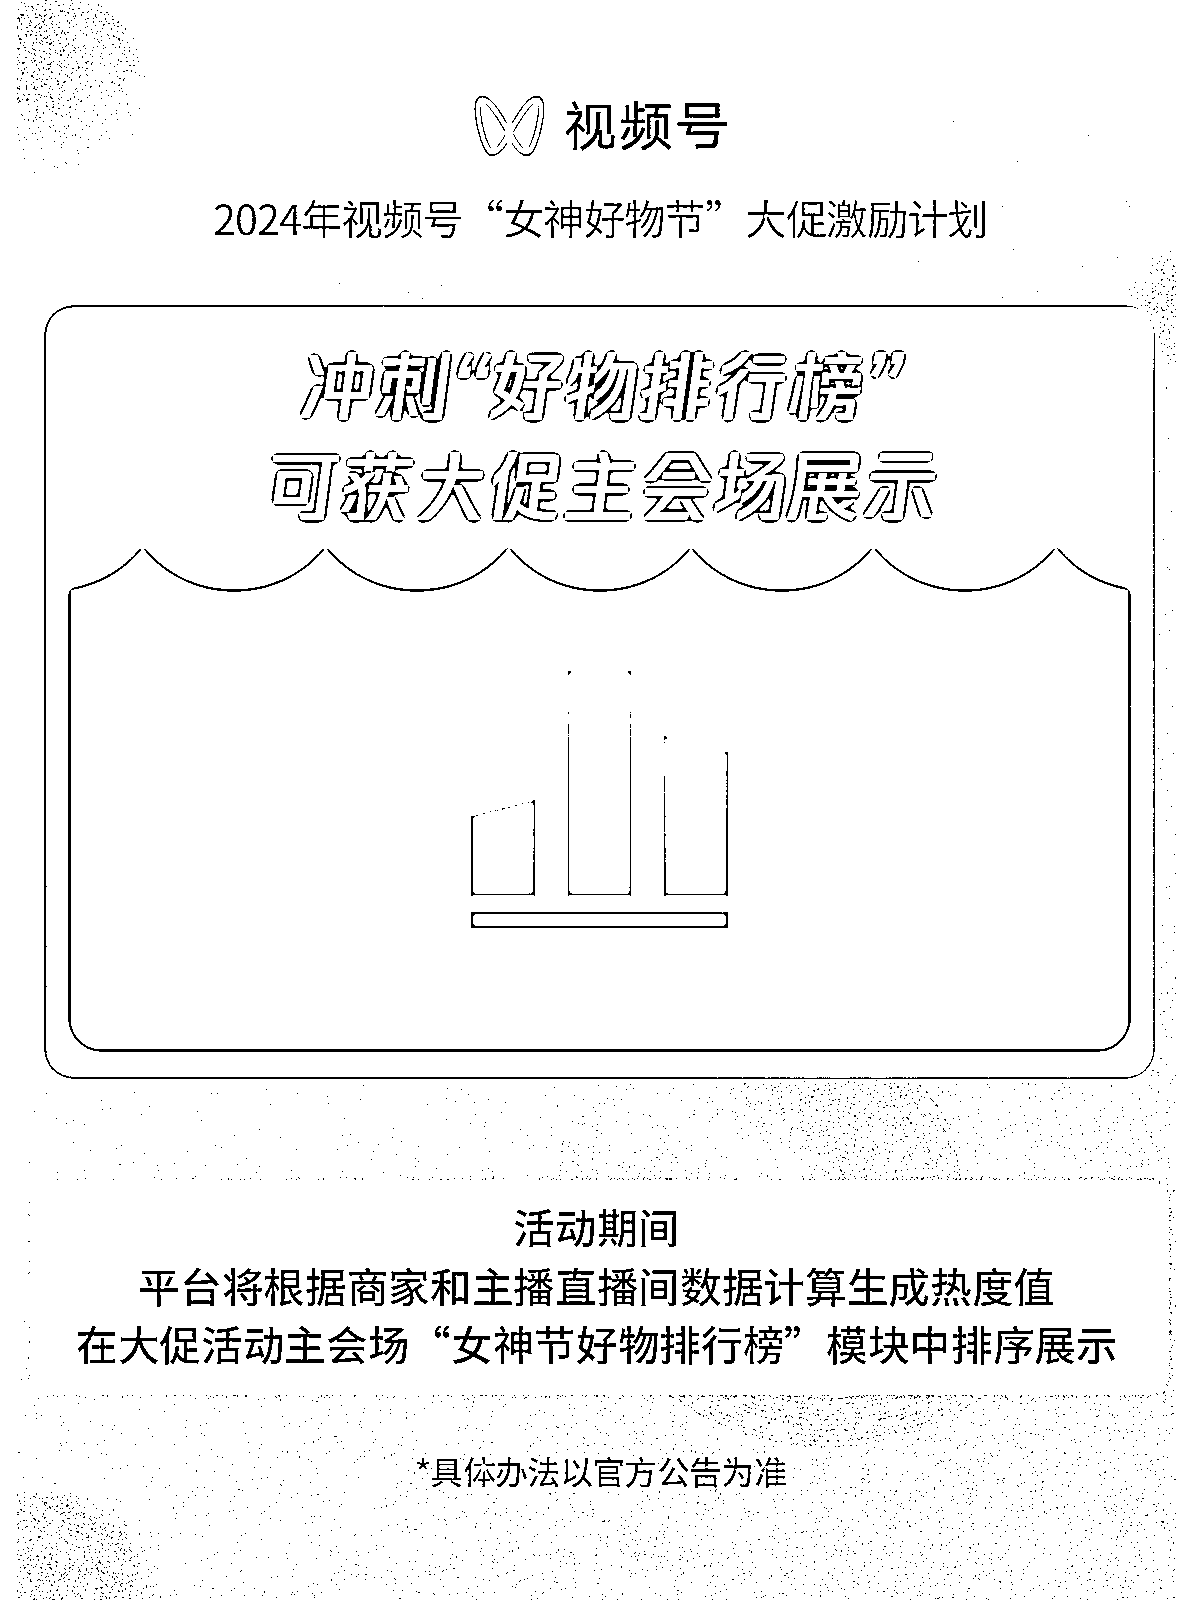 视频号
2024年视频号“女神好物节”大促激励计划
冲刺“好物排行榜”
可获大促主会场展示
活动期间
平台将根据商家和主播直播间数据计算生成热度值
在大促活动主会场“女神节好物排行榜”模块中排序展示
*具体办法以官方公告为准